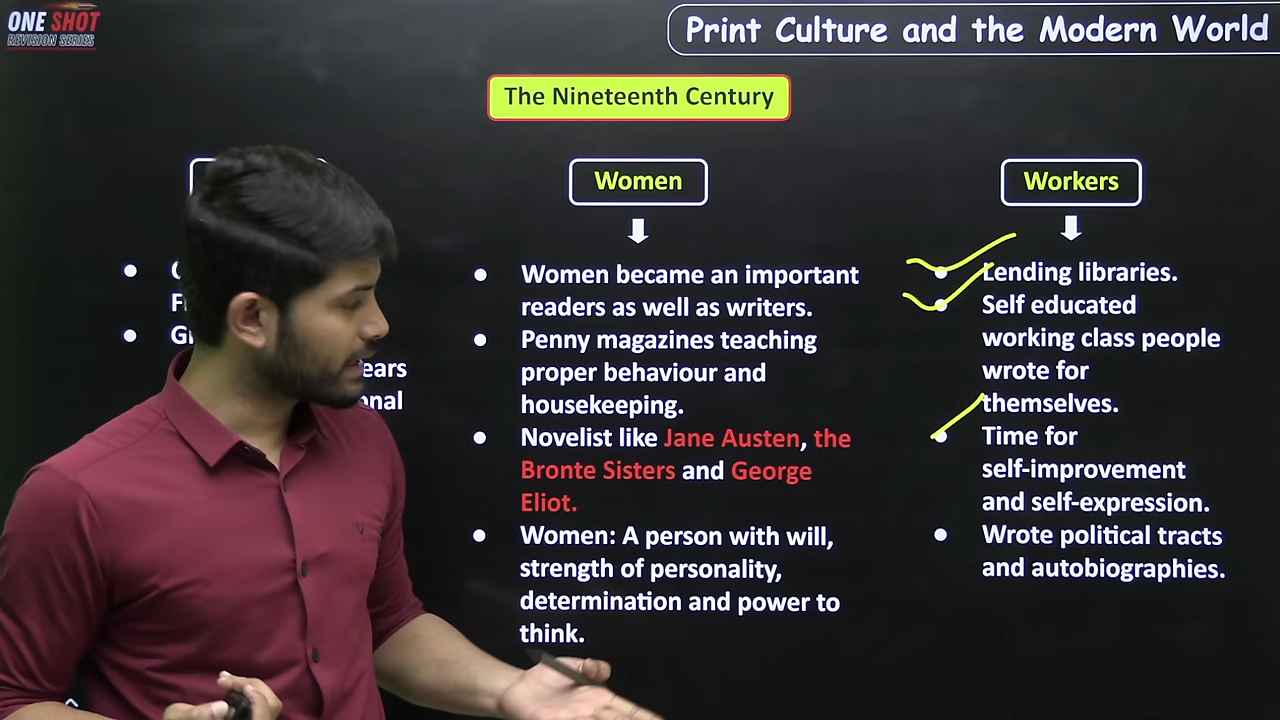 ONE SHOT
REVISION SERIES
Print Culture and the Modern World
The Nineteenth Century
Women
Women became an important
readers as well as writers.
Penny magazines teaching
proper behaviour and
housekeeping.
Novelist like Jane Austen, the
Bronte Sisters and George
Eliot.
Women: A person with will,
strength of personality,
determination and power to
think.
Workers
Lending libraries.
Self educated
working class people
wrote for
themselves.
Time for
self-improvement
and self-expression.
Wrote political tracts
and autobiographies.